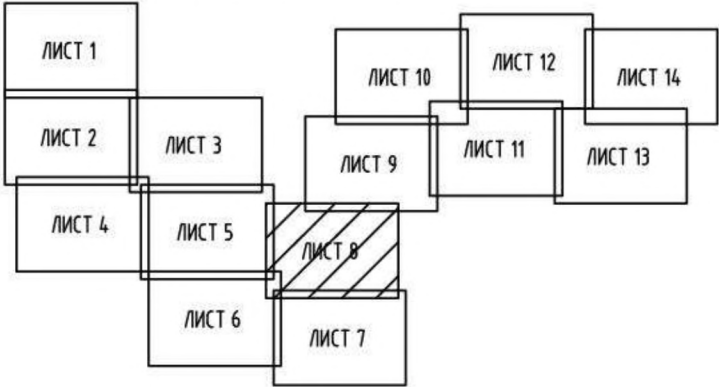 ЛИСТ 1
ЛИСТ 2
ЛИСТ 3
ЛИСТ 4
ЛИСТ 5
ЛИСТ 6
ЛИСТ 7
ЛИСТ 8
ЛИСТ 9
ЛИСТ 10
ЛИСТ 11
ЛИСТ 12
ЛИСТ 13
ЛИСТ 14